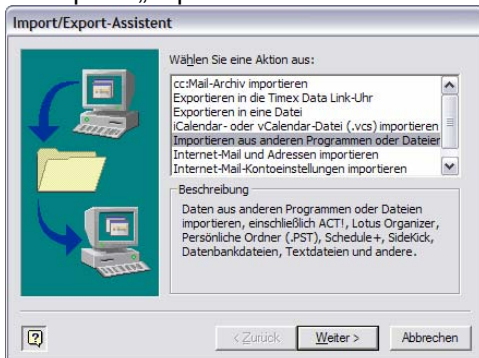 Import/Export-Assistent
Wählen Sie eine Aktion aus:
cc:Mail-Archiv importieren
Exportieren in die Timex Data Link-Uhr
Exportieren in eine Datei
iCalendar- oder vCalendar-Datei (.vcs) importieren
Importieren aus anderen Programmen oder Dateien
Internet-Mail und Adressen importieren
Internet-Mail-Kontoeinstellungen importieren
Beschreibung
Daten aus anderen Programmen oder Dateien
importieren, einschließlich ACT!, Lotus Organizer,
Persönliche Ordner (.PST), Schedule+, SideKick,
Datenbankdateien, Textdateien und andere.
< Zurück
Weiter >
Abbrechen